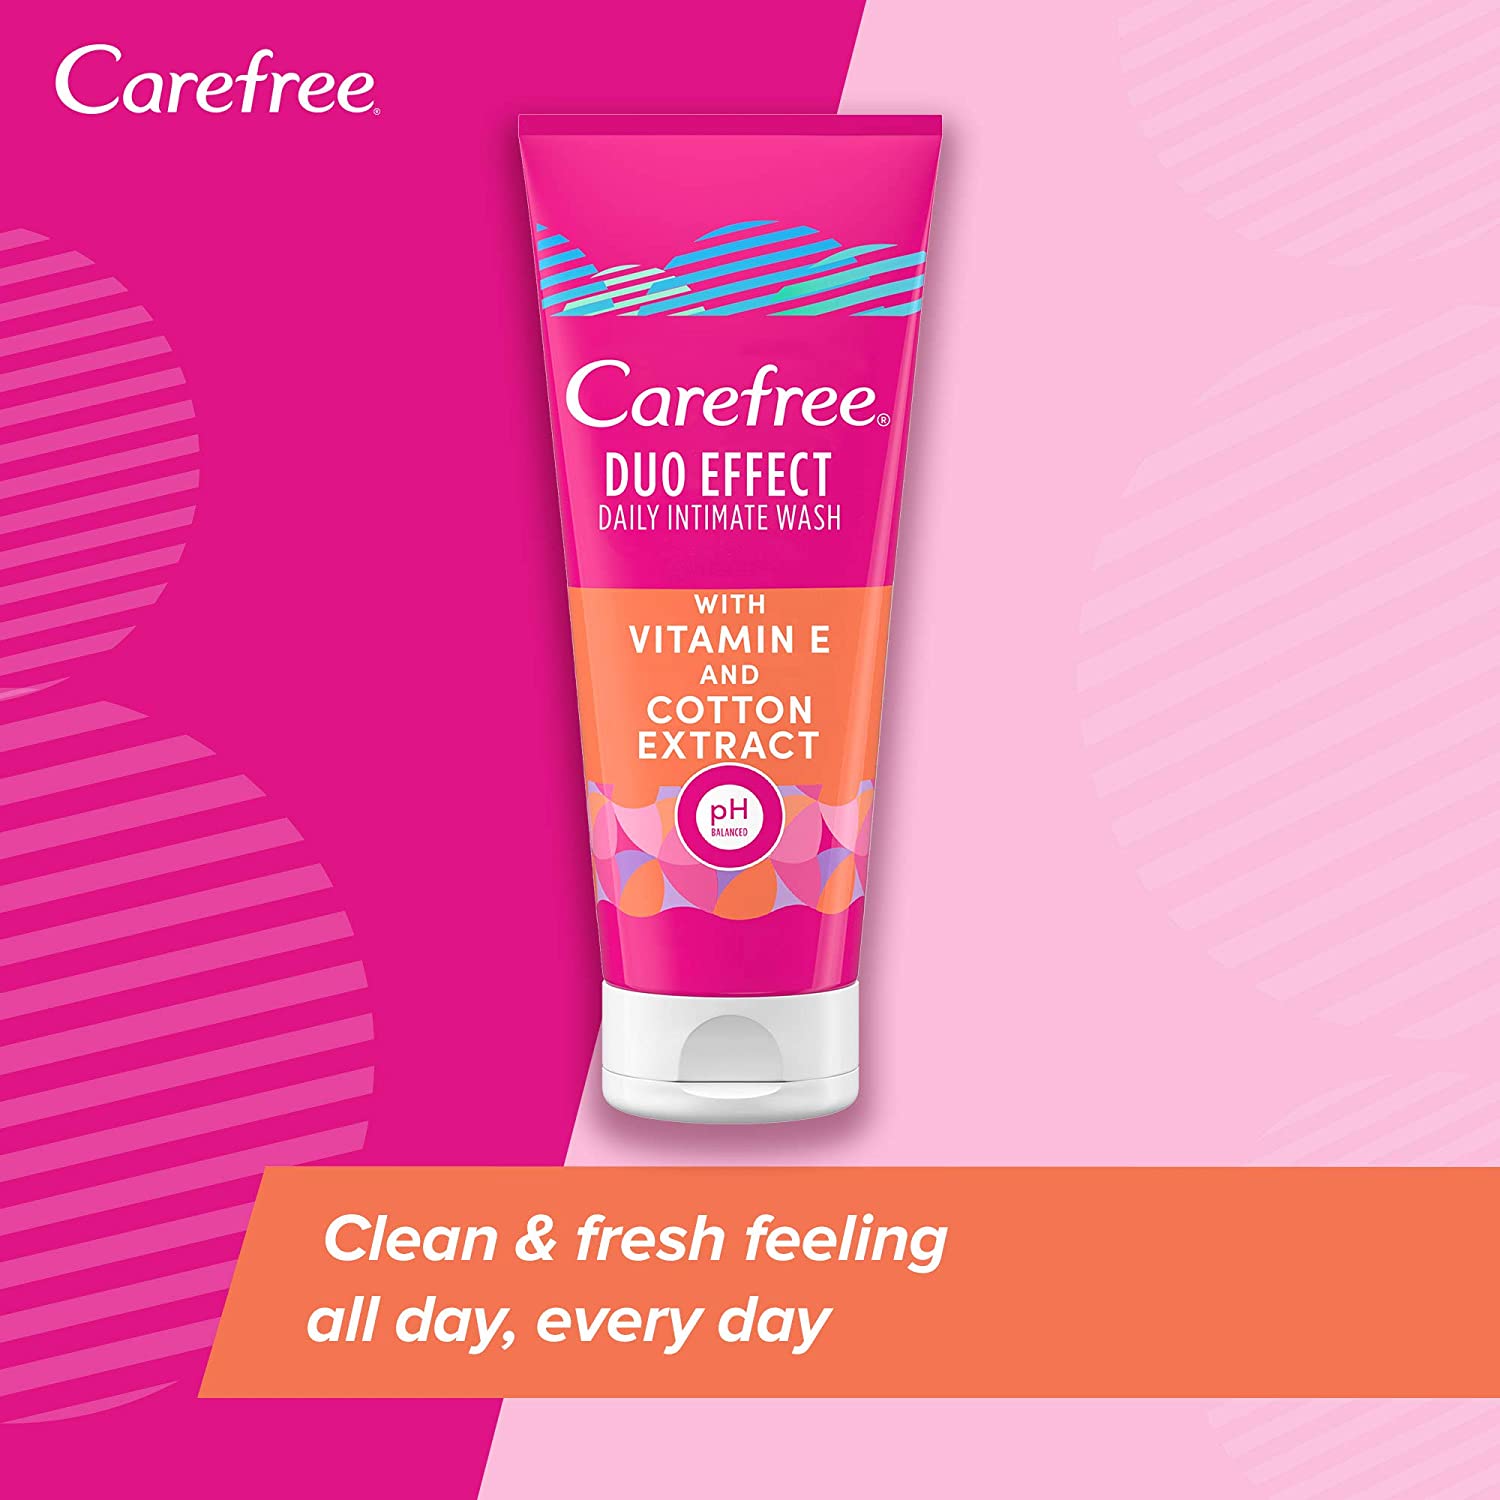 Carefree®
Carefree®
DUO EFFECT
DAILY INTIMATE WASH
WITH
VITAMIN E
AND
COTTON
EXTRACT
pH
BALANCED
Clean & fresh feeling
all day, every day